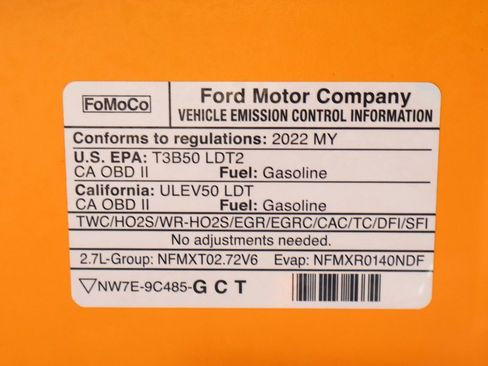 FoMoCo
Ford Motor Company
VEHICLE EMISSION CONTROL INFORMATION
Conforms to regulations: 2022 MY
U.S. EPA: T3B50 LDT2
CA OBD II Fuel: Gasoline
California: ULEV50 LDT
CA OBD II Fuel: Gasoline
TWC/HO2S/WR-HO2S/EGR/EGRC/CAC/TC/DFI/SFI
No adjustments needed.
2.7L-Group: NFMXT02.72V6 Evap: NFMXR0140NDF
▽NW7E-9C485-G C T